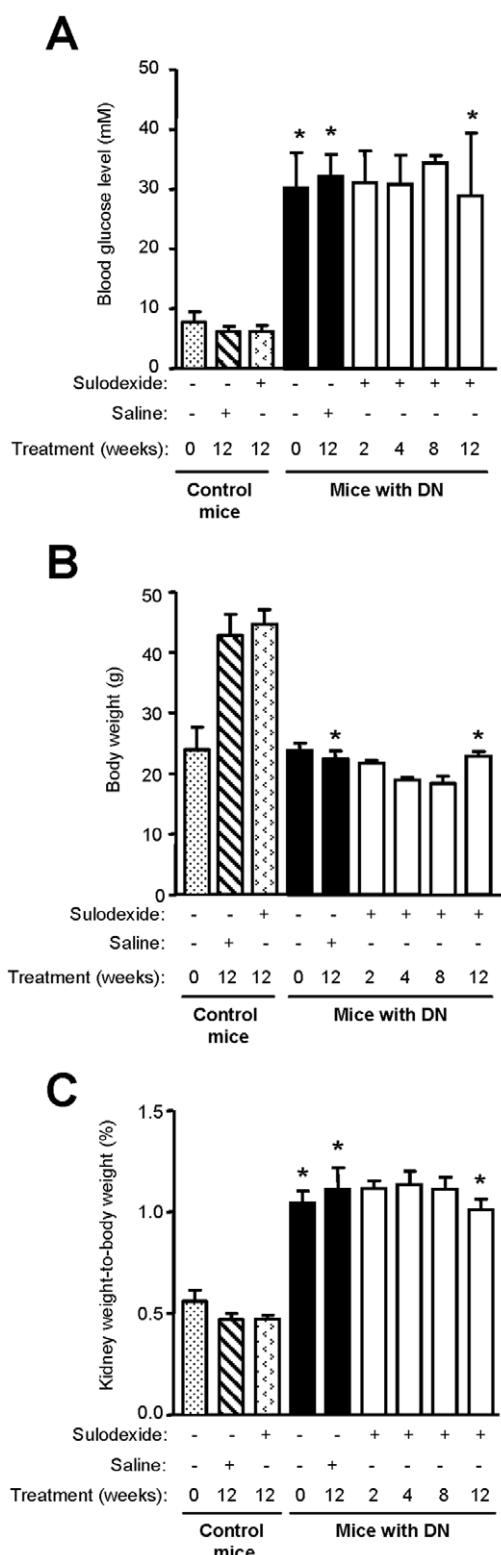 A
Blood glucose level (mM)
50
40
30
20
10
0
* * *
Sulodexide: - - + - - + + + +
Saline: - + - - + - - - -
Treatment (weeks): 0 12 12 0 12 2 4 8 12
Control mice
Mice with DN
B
Body weight (g)
50
40
30
20
10
0
* *
Sulodexide: - - + - - + + + +
Saline: - + - - + - - - -
Treatment (weeks): 0 12 12 0 12 2 4 8 12
Control mice
Mice with DN
C
Kidney weight-to-body weight (%)
1.5
1.0
0.5
0.0
* * *
Sulodexide: - - + - - + + + +
Saline: - + - - + - - - -
Treatment (weeks): 0 12 12 0 12 2 4 8 12
Control mice
Mice with DN